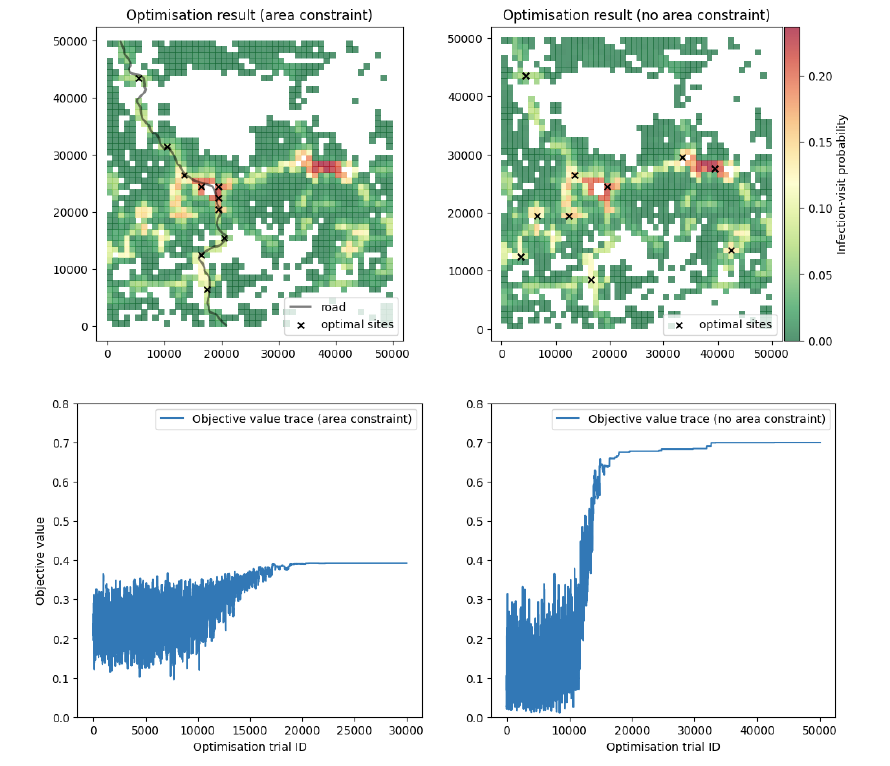 Optimisation result (area constraint)
50000
40000
30000
20000
10000
0
0 10000 20000 30000 40000 50000
road
optimal sites
Optimisation result (no area constraint)
50000
40000
30000
20000
10000
0
0 10000 20000 30000 40000 50000
optimal sites
0.20
0.15
0.10
0.05
0.00
Infection-visit probability
0.8
0.7
0.6
0.5
0.4
0.3
0.2
0.1
0.0
Objective value
Objective value trace (area constraint)
0 5000 10000 15000 20000 25000 30000
Optimisation trial ID
0.8
0.7
0.6
0.5
0.4
0.3
0.2
0.1
0.0
Objective value trace (no area constraint)
0 10000 20000 30000 40000 50000
Optimisation trial ID